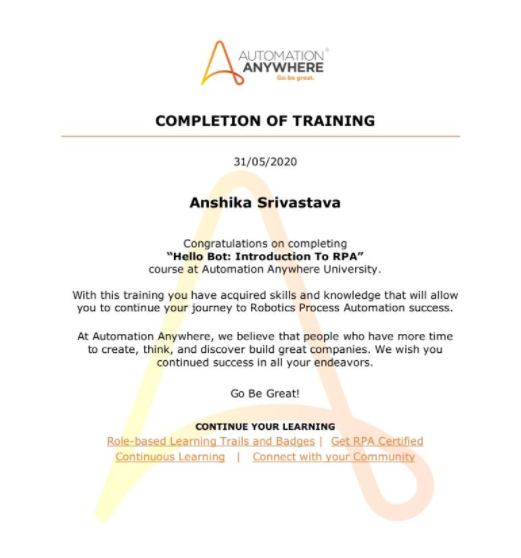 AUTOMATION®
ANYWHERE
Go be great.
COMPLETION OF TRAINING
31/05/2020
Anshika Srivastava
Congratulations on completing
“Hello Bot: Introduction To RPA”
course at Automation Anywhere University.
With this training you have acquired skills and knowledge that will allow
you to continue your journey to Robotics Process Automation success.
At Automation Anywhere, we believe that people who have more time
to create, think, and discover build great companies. We wish you
continued success in all your endeavors.
Go Be Great!
CONTINUE YOUR LEARNING
Role-based Learning Trails and Badges | Get RPA Certified
Continuous Learning | Connect with your Community